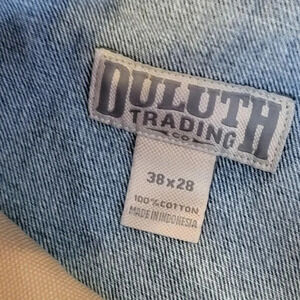 DULUTH
TRADING
CO
38x28
100% COTTON
MADE IN INDONESIA